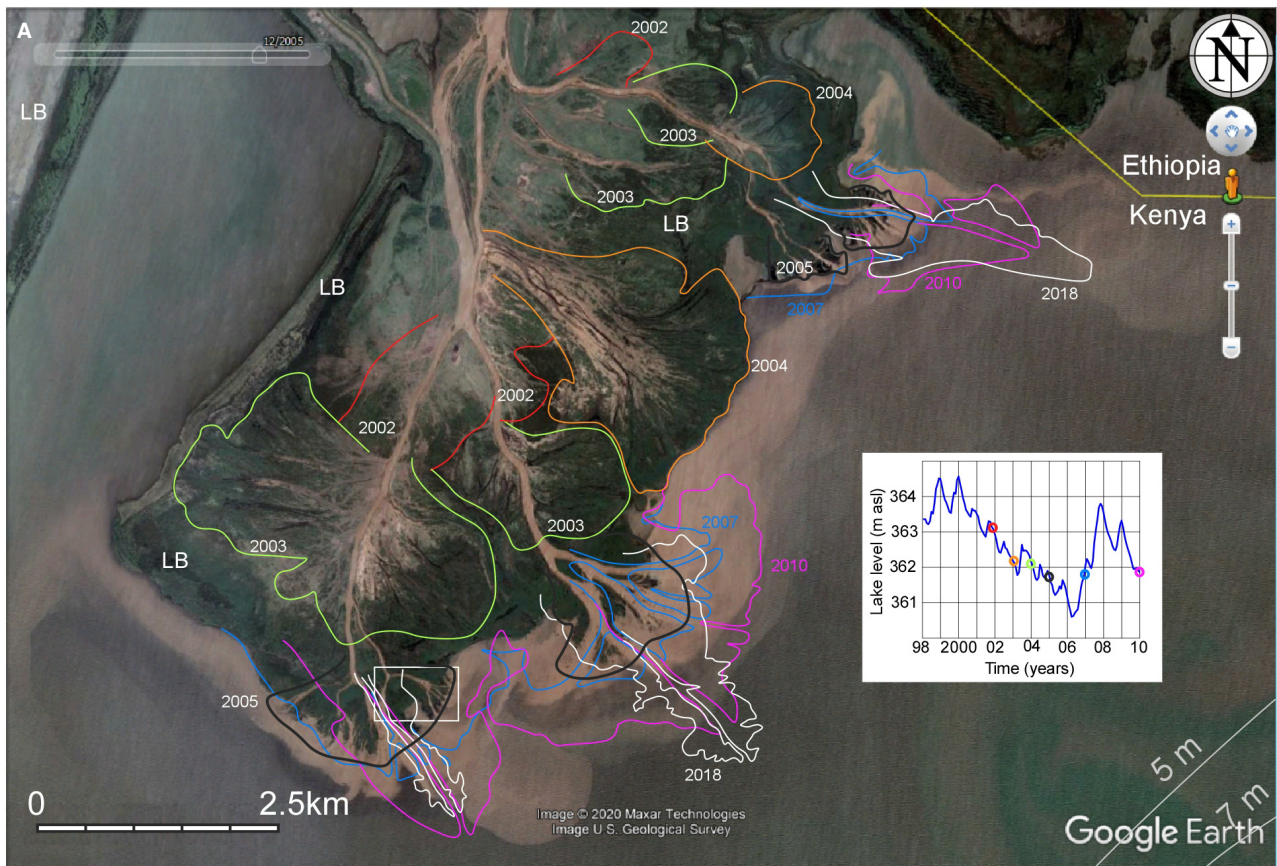 A
12/2005
2002
N
LB
2004
2003
Ethiopia
2003
Kenya
LB
2005
2010
2018
LB
2007
2004
2002
2002
2003
2007
2003
2010
LB
2005
2018
364
363
362
361
Lake level (m asl)
98 2000 02 04 06 08 10
Time (years)
5 m
7 m
0 2.5km
Image © 2020 Maxar Technologies
Image U.S. Geological Survey
Google Earth